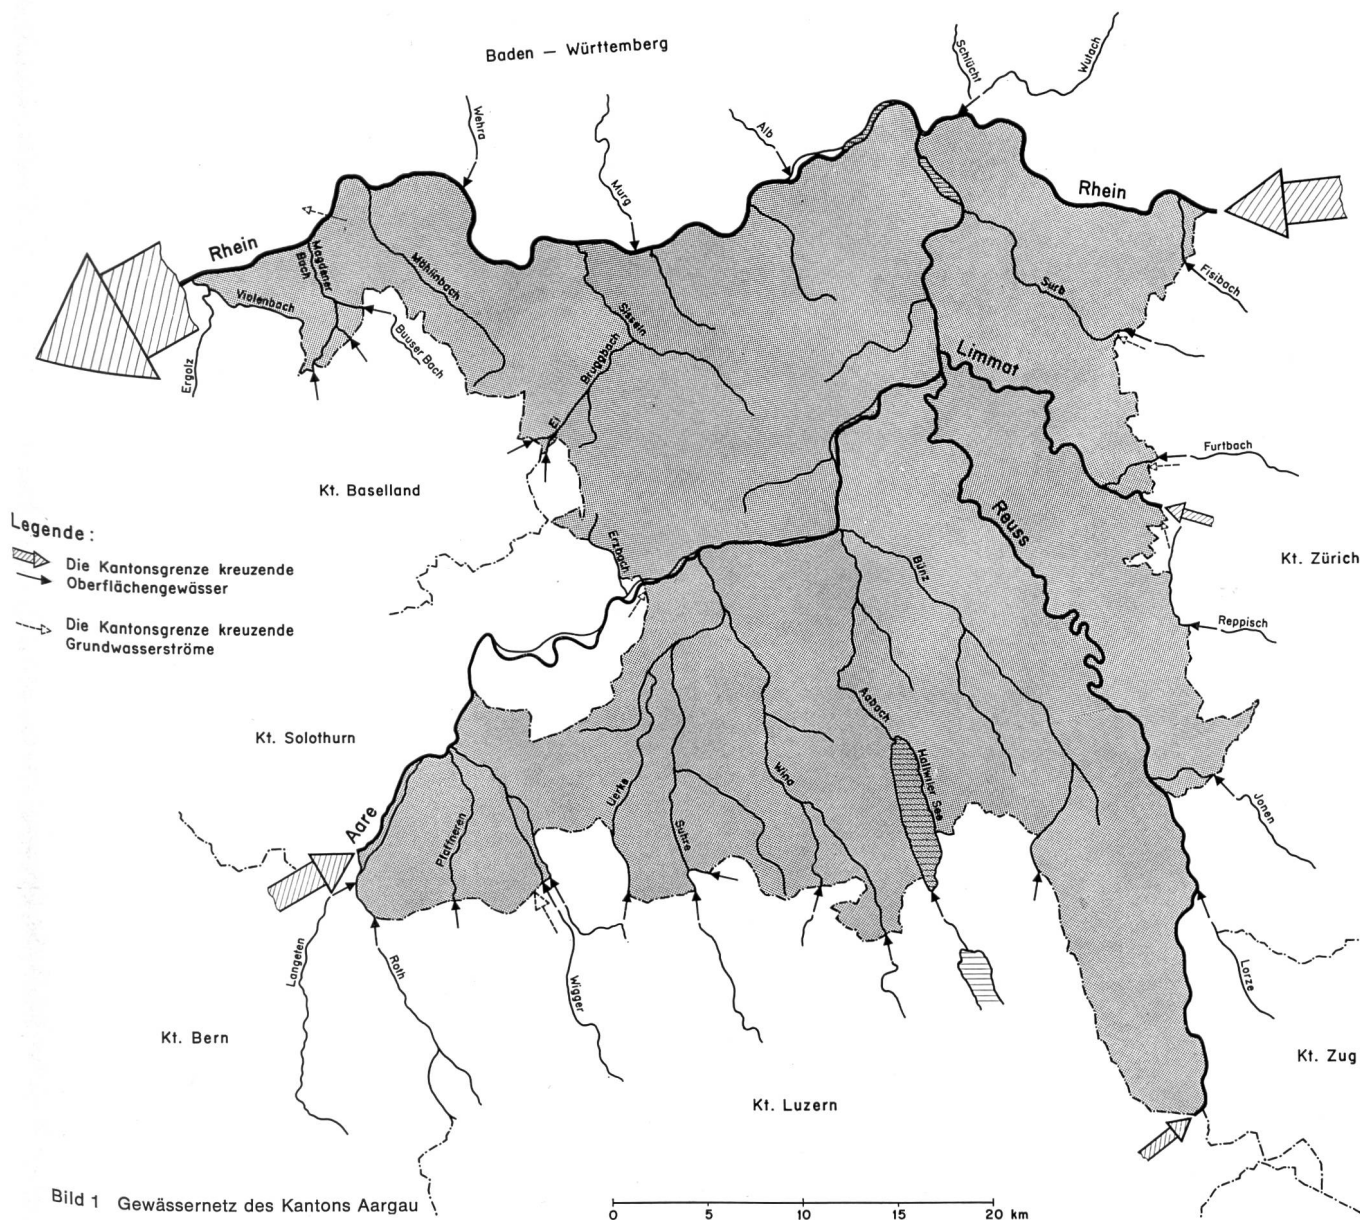 Baden – Württemberg
Schlücht
Wutach
Wehra
Murg
Alb
Rhein
Rhein
Magdener
Bach
Möhlinbach
Violenbach
Buuser Bach
Ergolz
Sisseln
Bruggbach
Ei
Surb
Fisibach
Limmat
Furtbach
Kt. Baselland
Reuss
Legende :
Die Kantonsgrenze kreuzende
Oberflächengewässer
Die Kantonsgrenze kreuzende
Grundwasserströme
Erzbach
Bünz
Kt. Zürich
Reppisch
Kt. Solothurn
Aabach
Hallwiler See
Wina
Uerke
Suhre
Aare
Pfaffneren
Jonen
Langeten
Roth
Wigger
Lorze
Kt. Bern
Kt. Zug
Kt. Luzern
Bild 1 Gewässernetz des Kantons Aargau
0 5 10 15 20 km